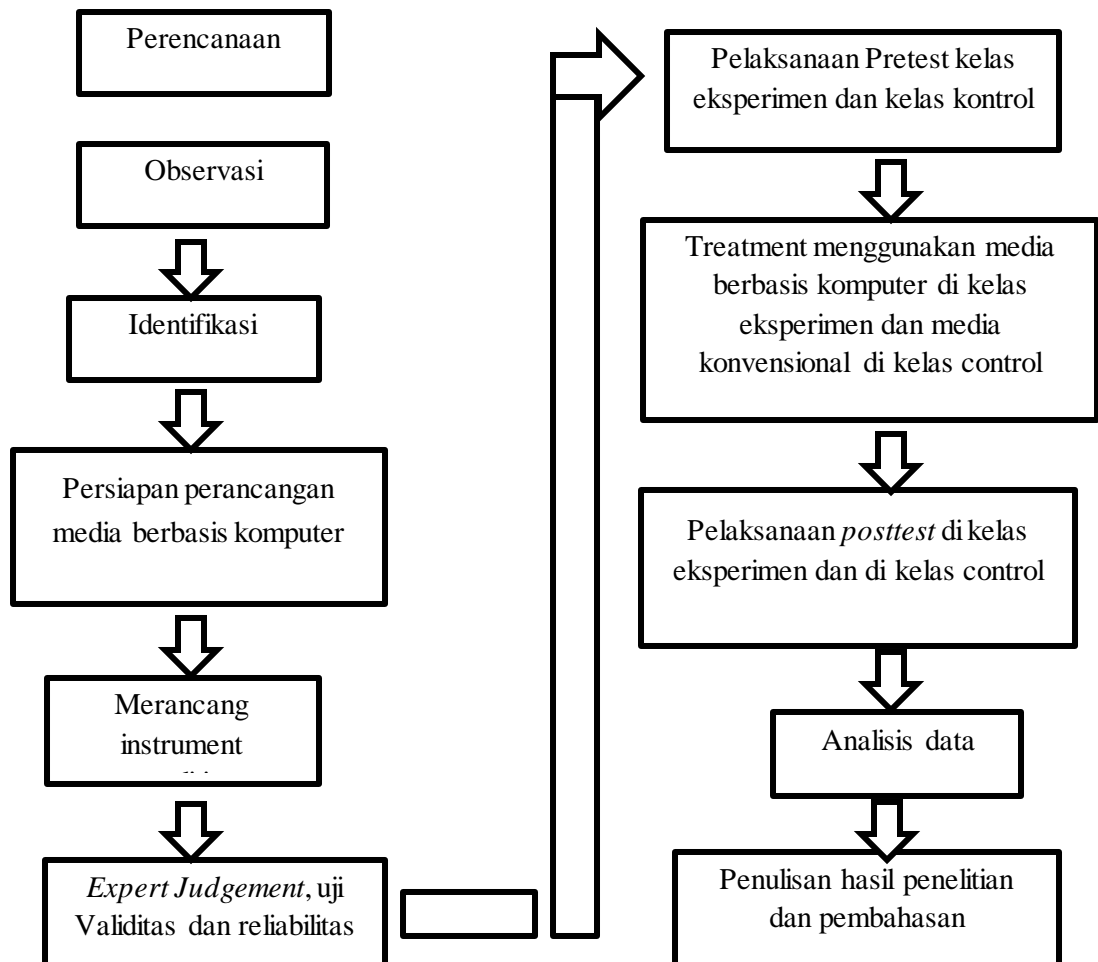 Perencanaan
Observasi
Identifikasi
Persiapan perancangan
media berbasis komputer
Merancang
instrument
Expert Judgement, uji
Validitas dan reliabilitas
Pelaksanaan Pretest kelas
eksperimen dan kelas kontrol
Treatment menggunakan media
berbasis komputer di kelas
eksperimen dan media
konvensional di kelas control
Pelaksanaan posttest di kelas
eksperimen dan di kelas control
Analisis data
Penulisan hasil penelitian
dan pembahasan